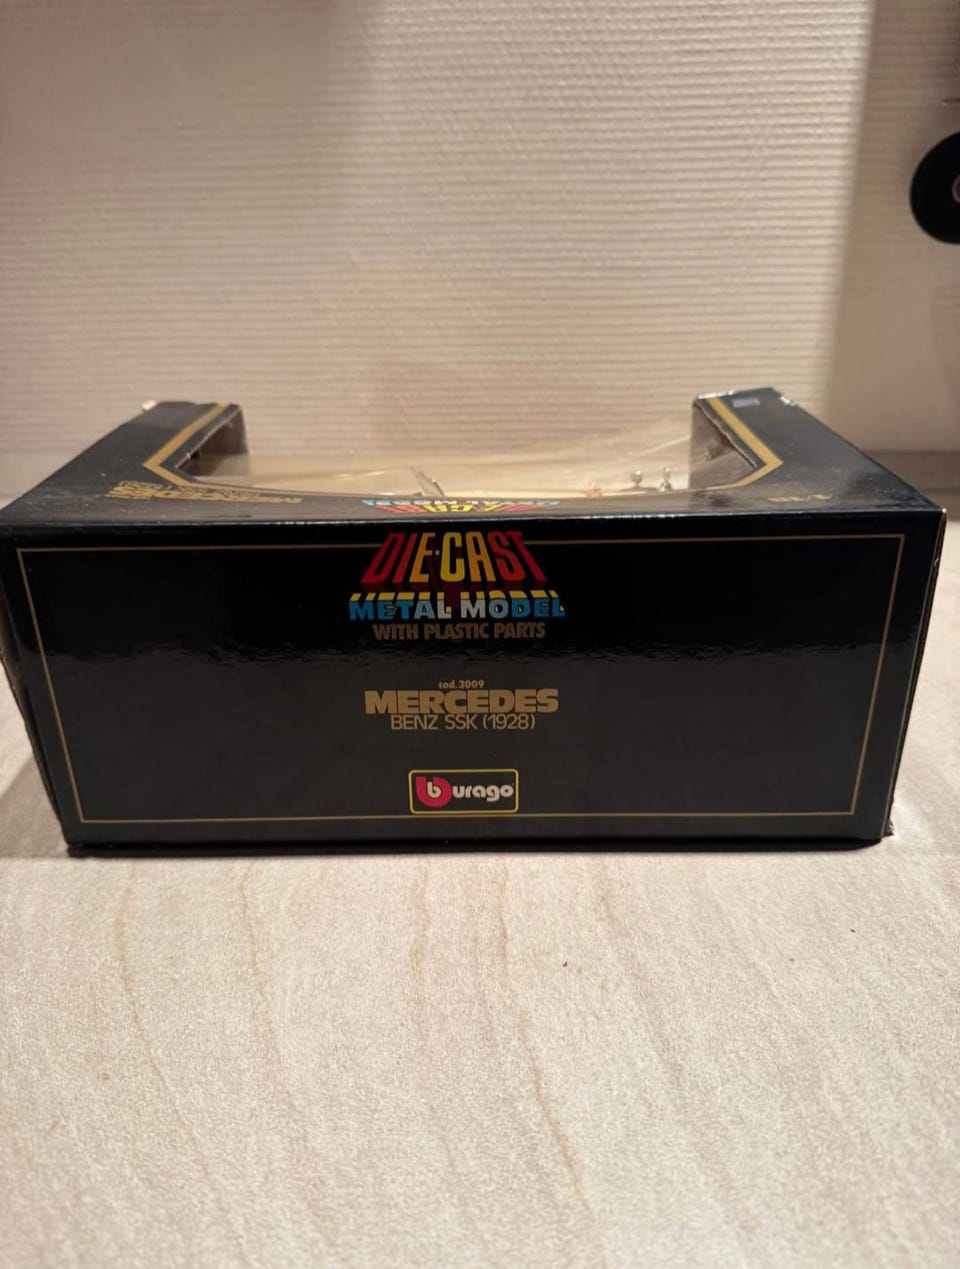 DIE-CAST
METAL MODEL
WITH PLASTIC PARTS
cod.3009
MERCEDES
BENZ SSK (1928)
burago